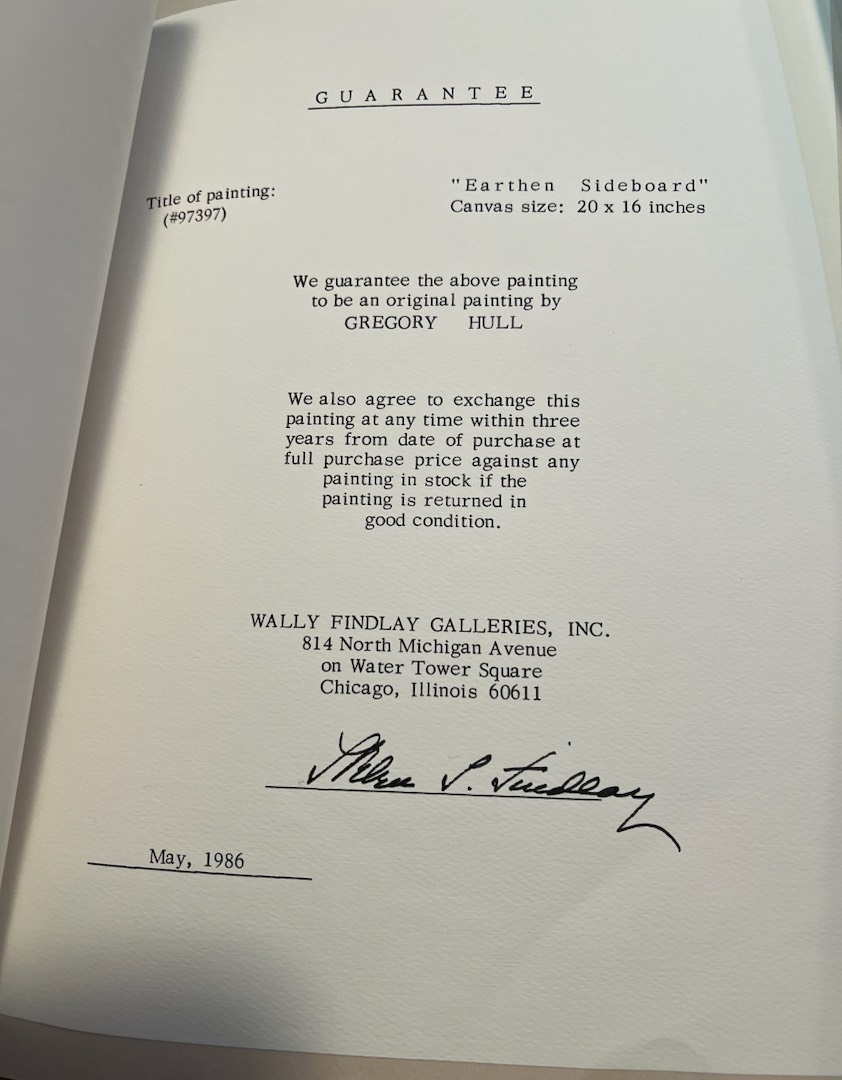 GUARANTEE
Title of painting:
(#97397)
"Earthen Sideboard"
Canvas size: 20 x 16 inches
We guarantee the above painting
to be an original painting by
GREGORY HULL
We also agree to exchange this
painting at any time within three
years from date of purchase at
full purchase price against any
painting in stock if the
painting is returned in
good condition.
WALLY FINDLAY GALLERIES, INC.
814 North Michigan Avenue
on Water Tower Square
Chicago, Illinois 60611
S. Findlay
May, 1986